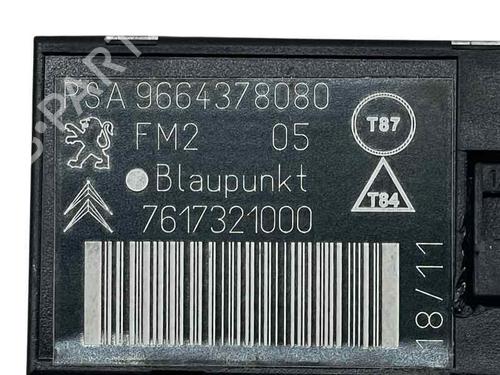 PSA 9664378080
FM2 05
T87
Blaupunkt
T84
7617321000
18/11